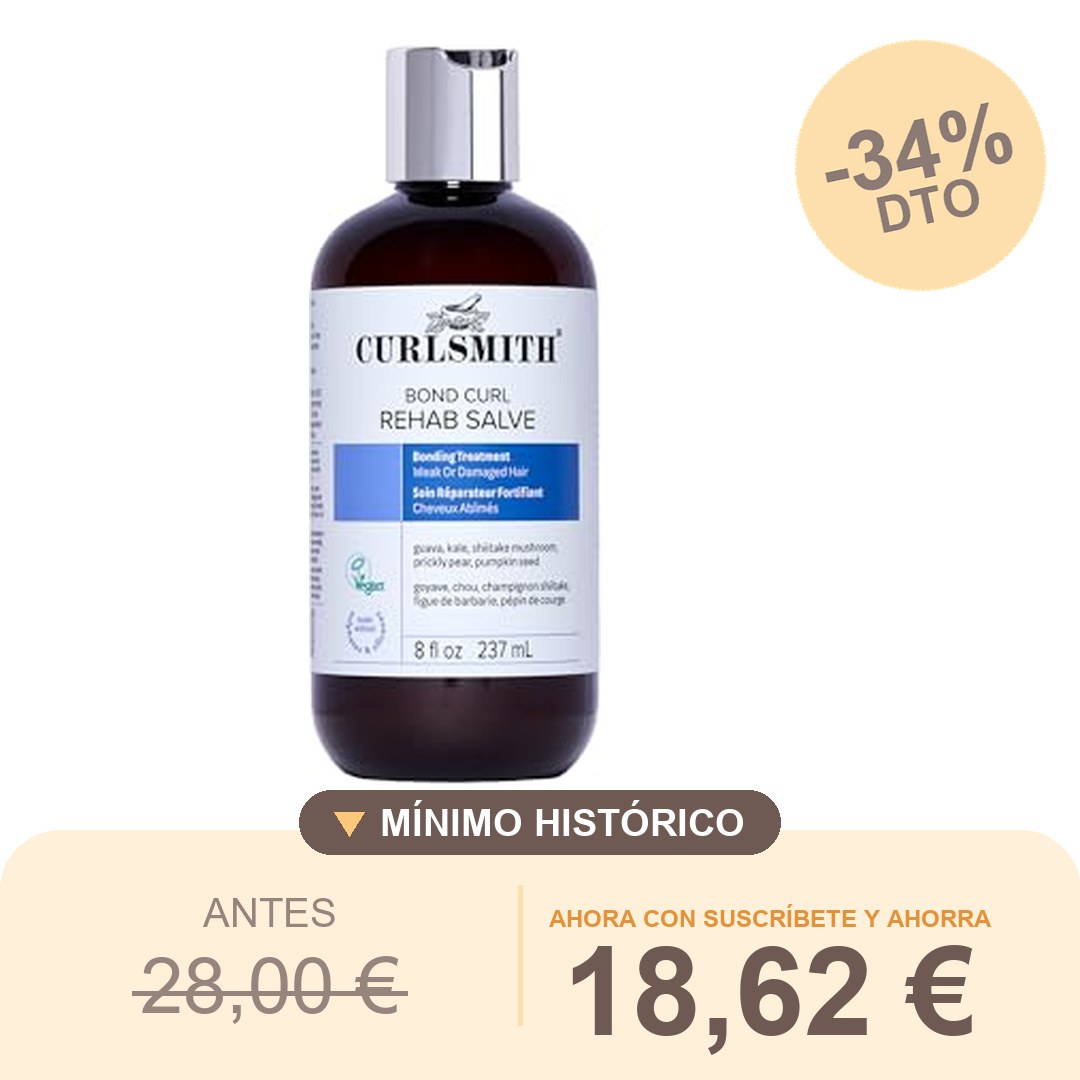 -34%
DTO
CURLSMITH
BOND CURL
REHAB SALVE
Bonding Treatment
Weak Or Damaged Hair
Soin Réparateur Fortifiant
Cheveux Abîmés
guava, kale, shiitake mushroom,
prickly pear, pumpkin seed
goyave, chou, champignon shiitake,
figue de barbarie, pépin de courge
Vegan
8 fl oz 237 mL
MÍNIMO HISTÓRICO
ANTES
28,00 €
AHORA CON SUSCRÍBETE Y AHORRA
18,62 €